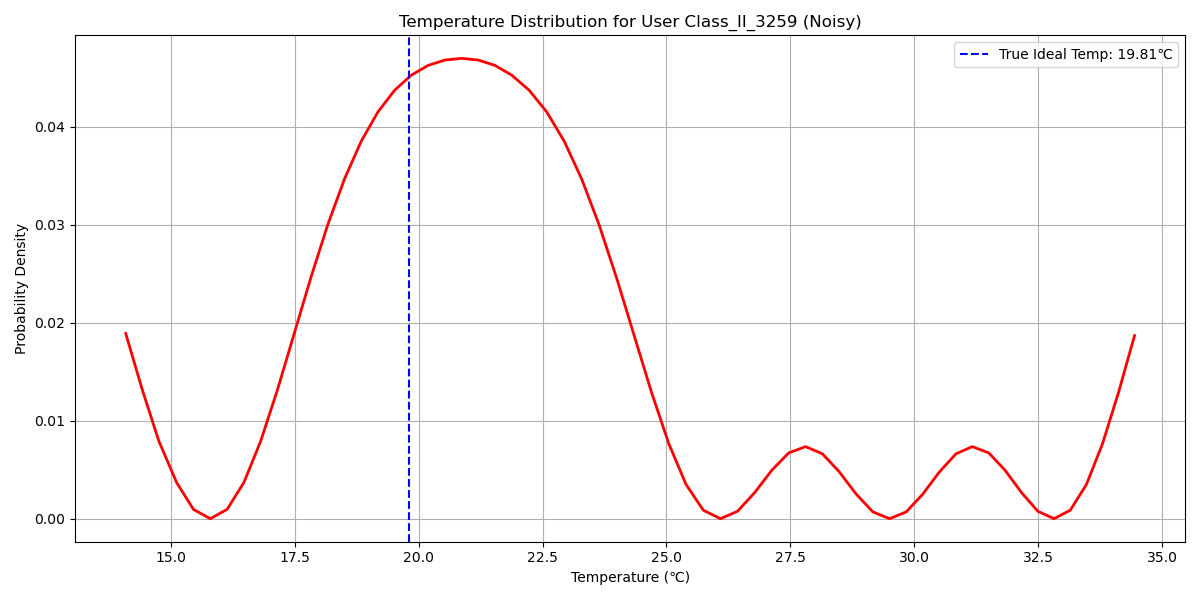 Temperature Distribution for User Class_II_3259 (Noisy)
True Ideal Temp: 19.81℃
Probability Density
0.04
0.03
0.02
0.01
0.00
15.0 17.5 20.0 22.5 25.0 27.5 30.0 32.5 35.0
Temperature (℃)